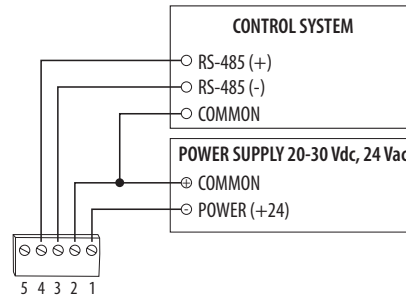 CONTROL SYSTEM
RS-485 (+)
RS-485 (-)
COMMON
POWER SUPPLY 20-30 Vdc, 24 Vac
COMMON
POWER (+24)
5 4 3 2 1